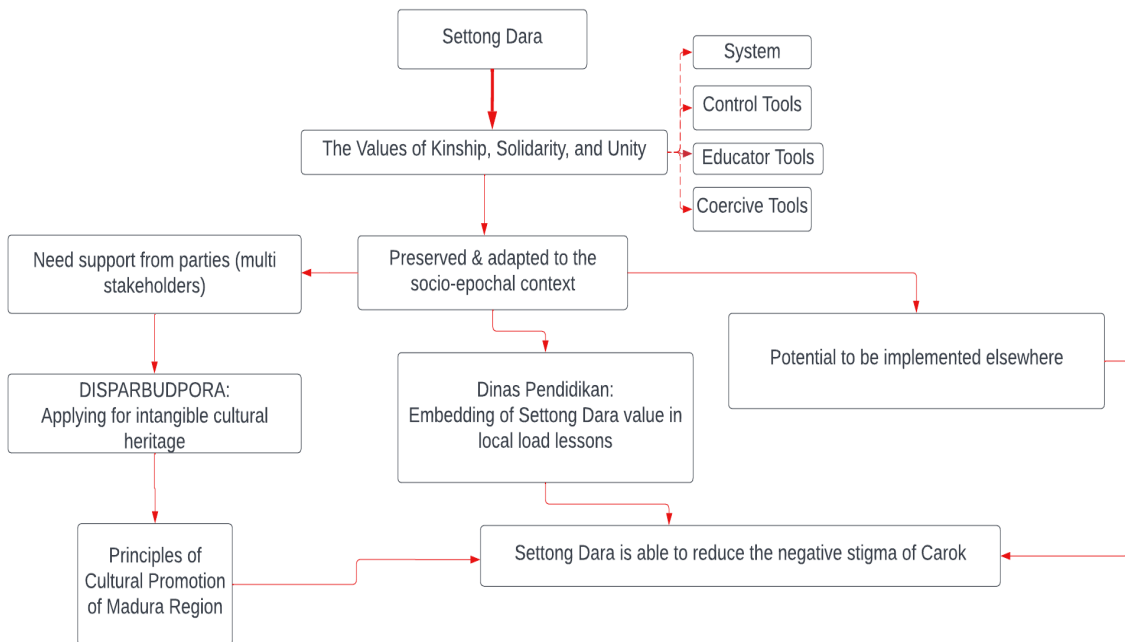 Settong Dara
System
Control Tools
The Values of Kinship, Solidarity, and Unity
Educator Tools
Coercive Tools
Need support from parties (multi
stakeholders)
Preserved & adapted to the
socio-epochal context
Potential to be implemented elsewhere
DISPARBUDPORA:
Applying for intangible cultural
heritage
Dinas Pendidikan:
Embedding of Settong Dara value in
local load lessons
Principles of
Cultural Promotion
of Madura Region
Settong Dara is able to reduce the negative stigma of Carok